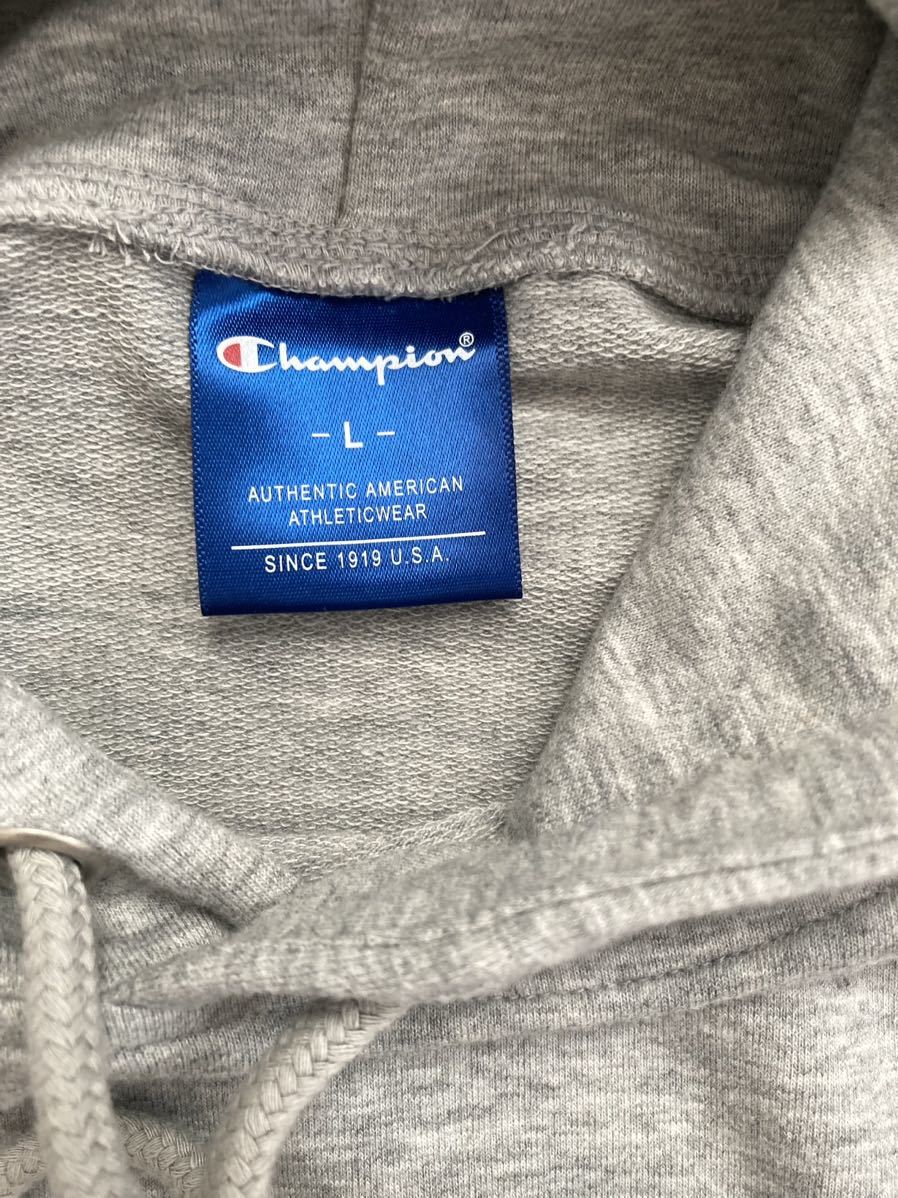 Champion®
- L -
AUTHENTIC AMERICAN
ATHLETICWEAR
SINCE 1919 U.S.A.